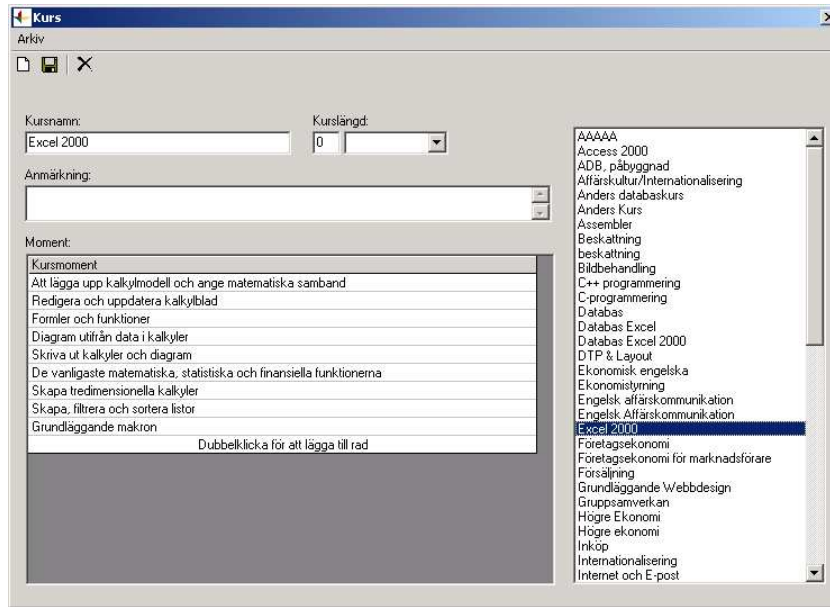 Kurs
Arkiv
Kursnamn:
Kurslängd:
Excel 2000
0
Anmärkning:
Moment:
Kursmoment
Att lägga upp kalkylmodell och ange matematiska samband
Redigera och uppdatera kalkylblad
Formler och funktioner
Diagram utifrån data i kalkyler
Skriva ut kalkyler och diagram
De vanligaste matematiska, statistiska och finansiella funktionerna
Skapa tredimensionella kalkyler
Skapa, filtrera och sortera listor
Grundläggande makron
Dubbelklicka för att lägga till rad
AAAAA
Access 2000
ADB, påbyggnad
Affärskultur/Internationalisering
Anders databaskurs
Anders Kurs
Assembler
Beskattning
beskattning
Bildbehandling
C++ programmering
C-programmering
Databas
Databas Excel
Databas Excel 2000
DTP & Layout
Ekonomisk engelska
Ekonomistyrning
Engelsk affärskommunikation
Engelsk Affärskommunikation
Excel 2000
Företagsekonomi
Företagsekonomi för marknadsförare
Försäljning
Grundläggande Webbdesign
Gruppsamverkan
Högre Ekonomi
Högre ekonomi
Inköp
Internationalisering
Internet och E-post